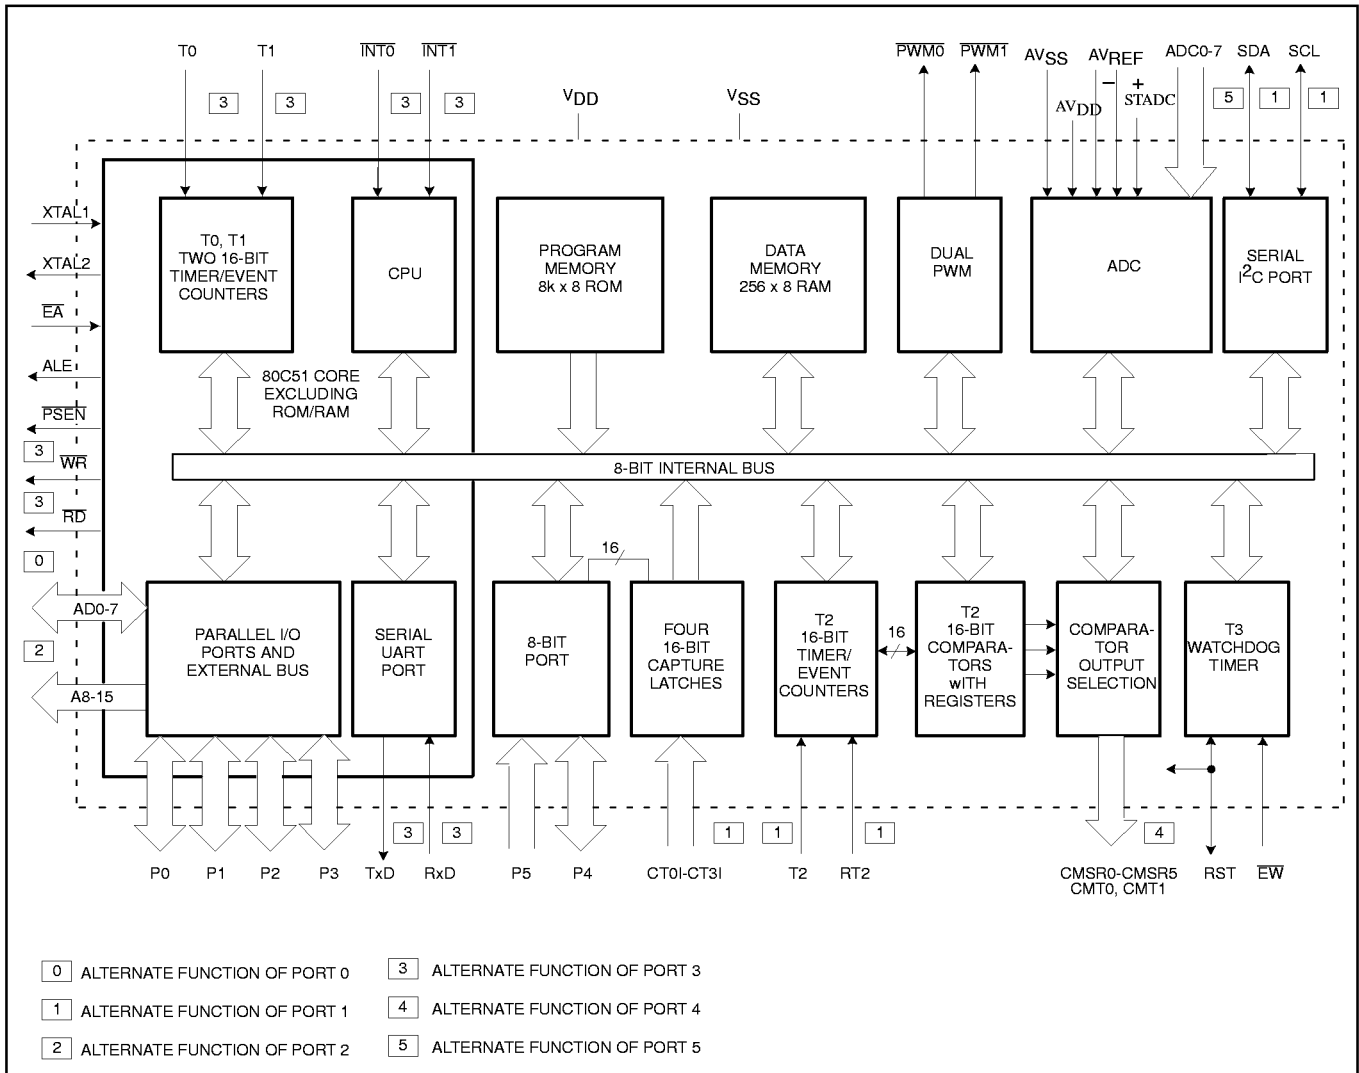 T0 T1 INT0 INT1 PWM0 PWM1 AVSS AVREF ADC0-7 SDA SCL
– +
3 3 3 3 VDD VSS AVDD STADC 5 1 1
XTAL1
XTAL2
EA
ALE
PSEN
3 WR
3 RD
0
AD0-7
2
A8-15
T0, T1
TWO 16-BIT
TIMER/EVENT
COUNTERS
CPU
PROGRAM
MEMORY
8k x 8 ROM
DATA
MEMORY
256 x 8 RAM
DUAL
PWM
ADC
SERIAL
I2C PORT
80C51 CORE
EXCLUDING
ROM/RAM
8-BIT INTERNAL BUS
16
PARALLEL I/O
PORTS AND
EXTERNAL BUS
SERIAL
UART
PORT
8-BIT
PORT
FOUR
16-BIT
CAPTURE
LATCHES
T2
16-BIT
TIMER/
EVENT
COUNTERS
16
T2
16-BIT
COMPARA-
TORS
wITH
REGISTERS
COMPARA-
TOR
OUTPUT
SELECTION
T3
WATCHDOG
TIMER
3 3 1 1 1 4
P0 P1 P2 P3 TxD RxD P5 P4 CT0I-CT3I T2 RT2 CMSR0-CMSR5 RST EW
CMT0, CMT1
0 ALTERNATE FUNCTION OF PORT 0
1 ALTERNATE FUNCTION OF PORT 1
2 ALTERNATE FUNCTION OF PORT 2
3 ALTERNATE FUNCTION OF PORT 3
4 ALTERNATE FUNCTION OF PORT 4
5 ALTERNATE FUNCTION OF PORT 5